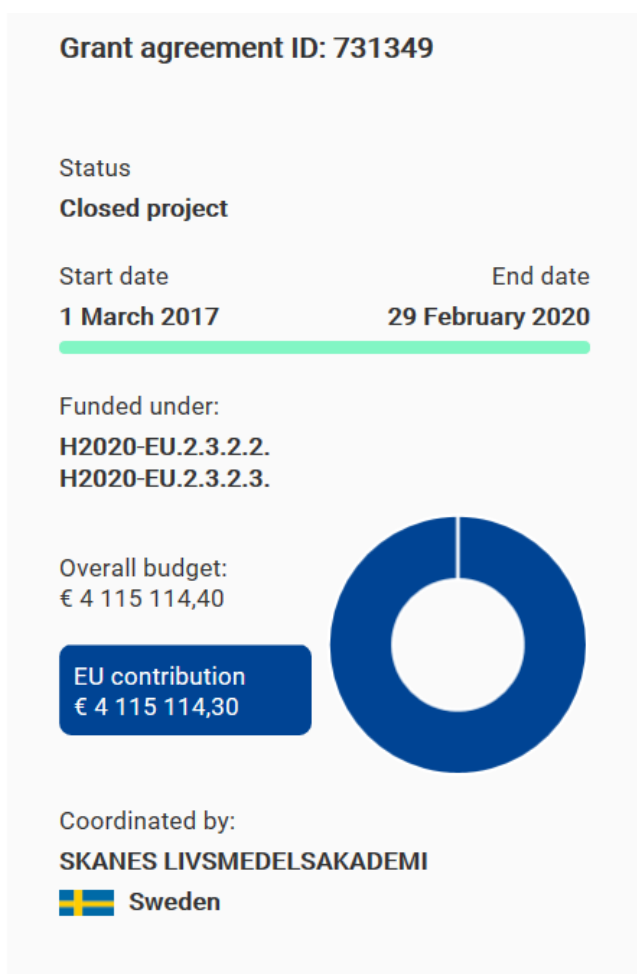 Grant agreement ID: 731349
Status
Closed project
Start date
End date
1 March 2017
29 February 2020
Funded under:
H2020-EU.2.3.2.2.
H2020-EU.2.3.2.3.
Overall budget:
€ 4 115 114,40
EU contribution
€ 4 115 114,30
Coordinated by:
SKANES LIVSMEDELSAKADEMI
Sweden